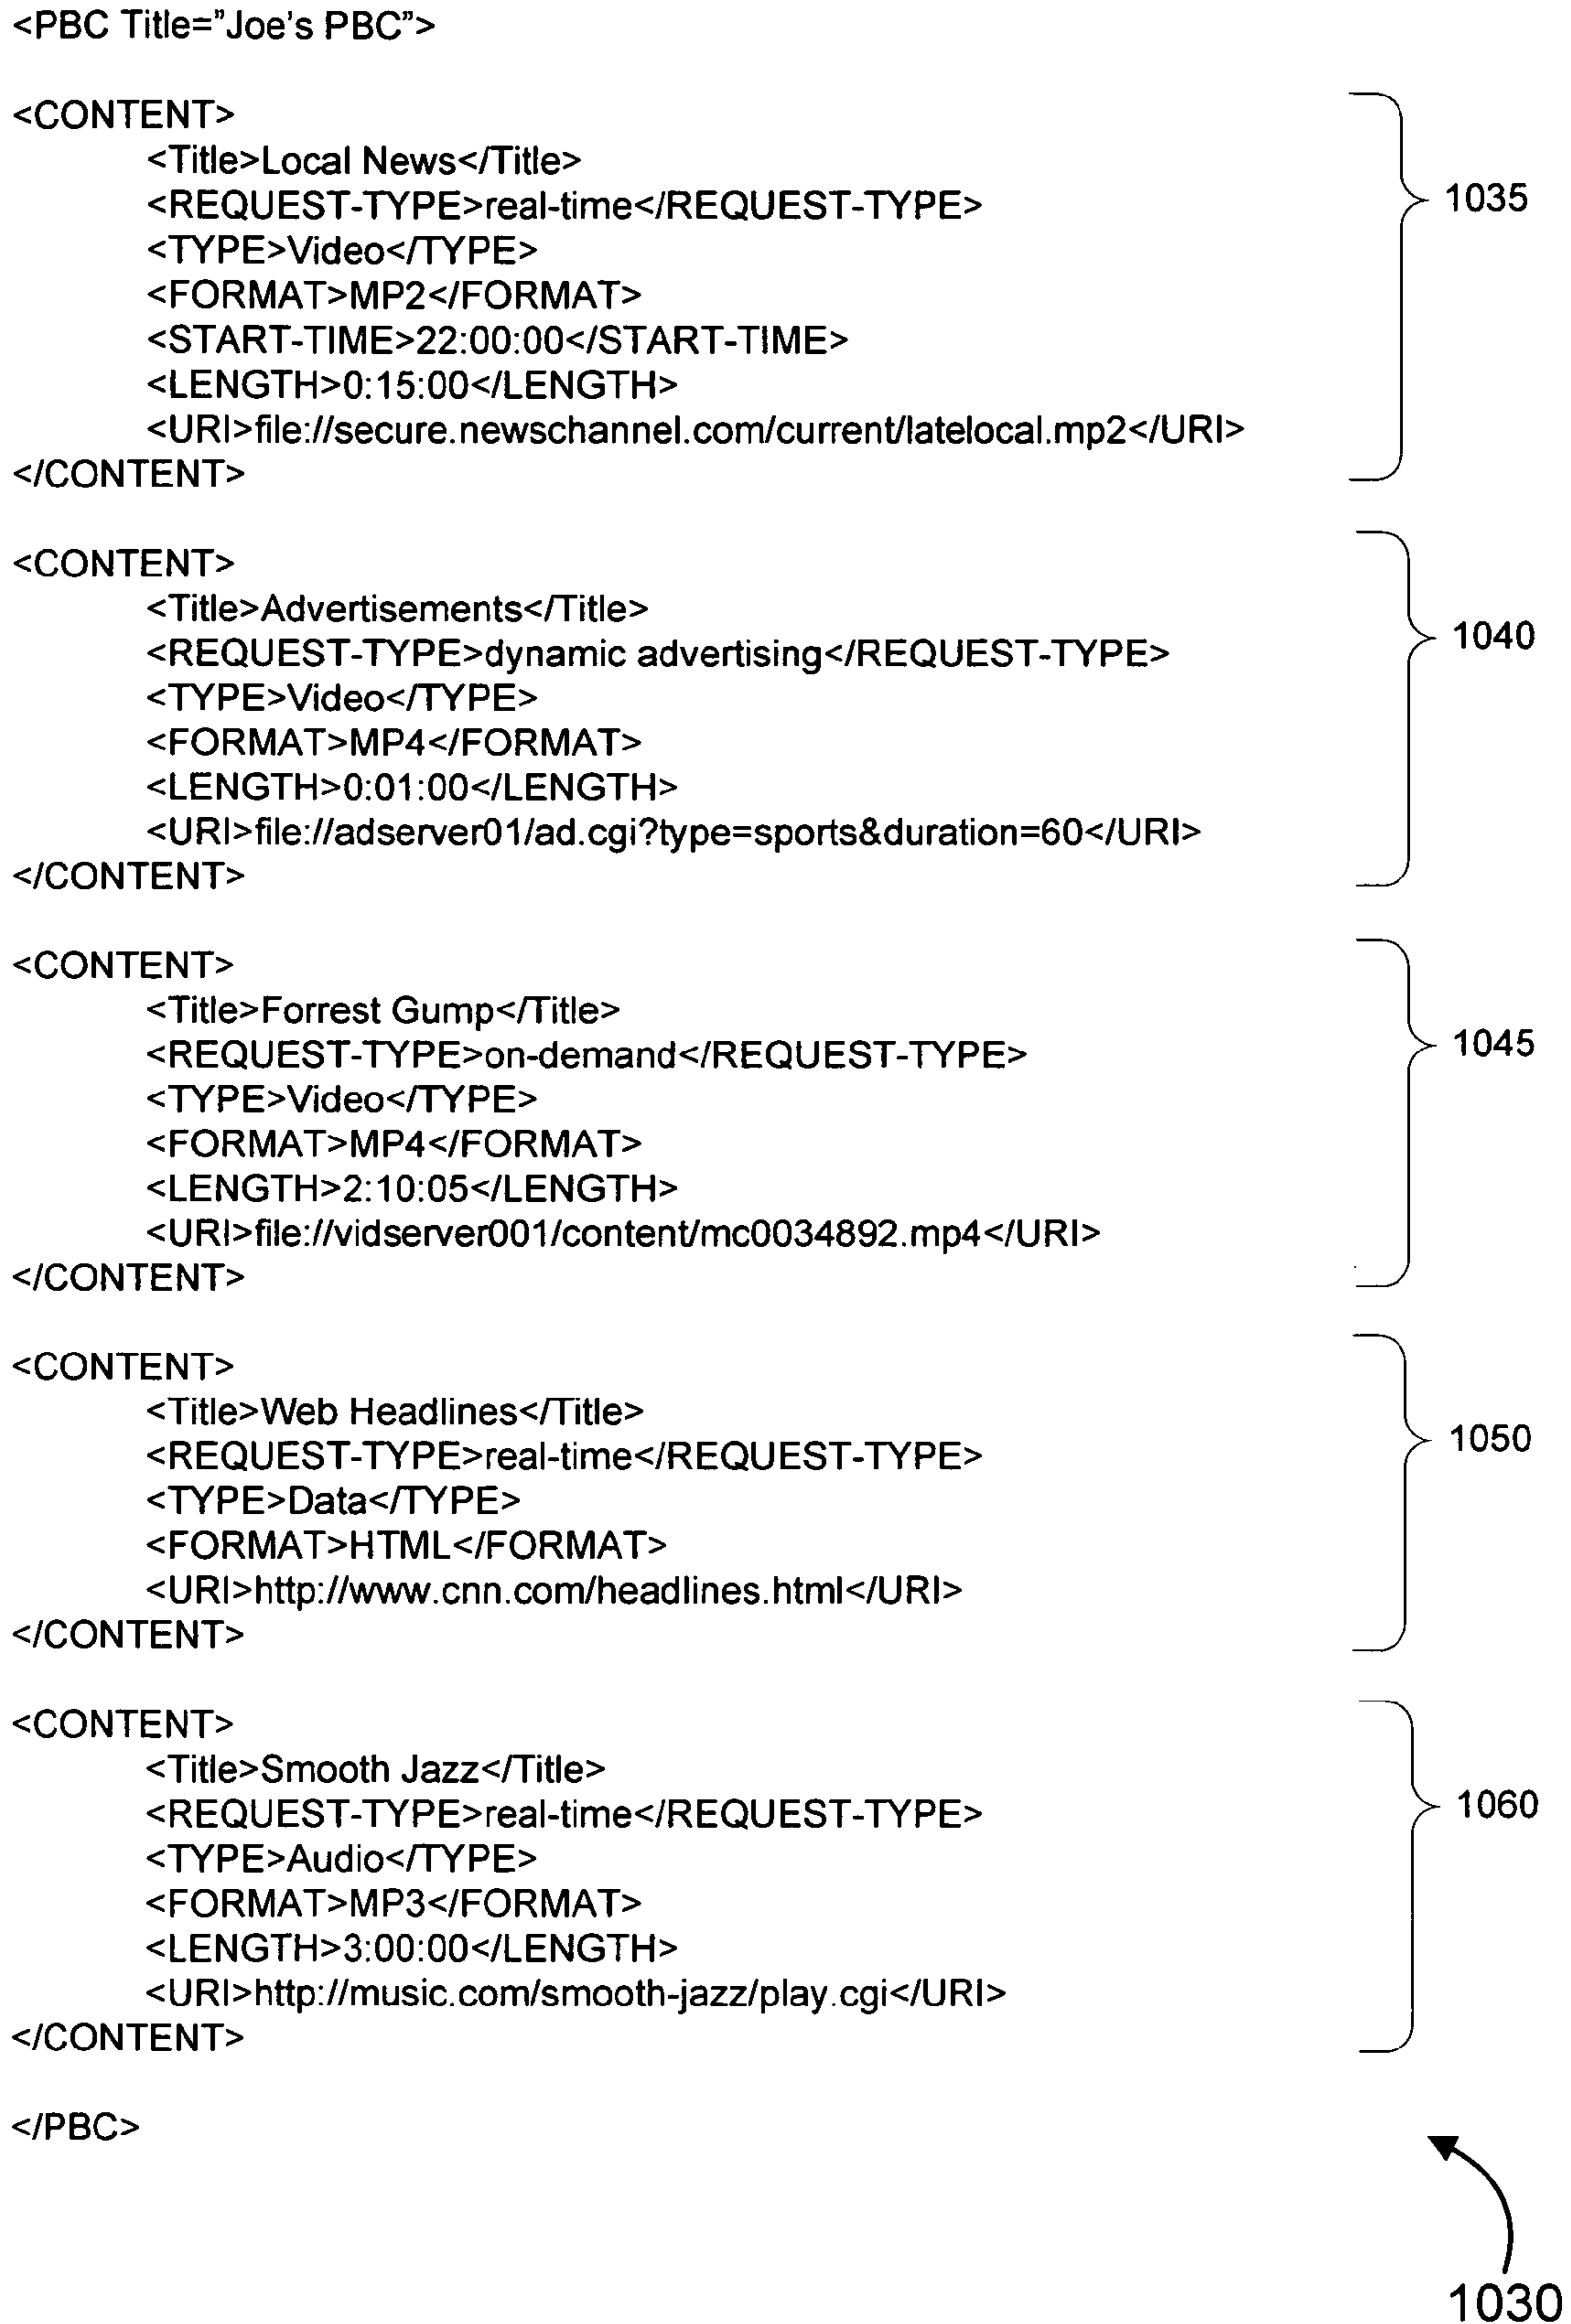 <PBC Title=”Joe's PBC”>
<CONTENT>
<Title>Local News</Title>
<REQUEST-TYPE>real-time</REQUEST-TYPE>
1035
<TYPE>Video</TYPE>
<FORMAT>MP2</FORMAT>
<START-TIME>22:00:00</START-TIME>
<LENGTH>0:15:00</LENGTH>
<URI>file://secure.newschannel.com/current/latelocal.mp2</URI>
</CONTENT>
<CONTENT>
<Title>Advertisements</Title>
1040
<REQUEST-TYPE>dynamic advertising</REQUEST-TYPE>
<TYPE>Video</TYPE>
<FORMAT>MP4</FORMAT>
<LENGTH>0:01:00</LENGTH>
<URI>file://adserver01/ad.cgi?type=sports&duration=60</URI>
</CONTENT>
<CONTENT>
<Title>Forrest Gump</Title>
<REQUEST-TYPE>on-demand</REQUEST-TYPE>
1045
<TYPE>Video</TYPE>
<FORMAT>MP4</FORMAT>
<LENGTH>2:10:05</LENGTH>
<URI>file://vidserver001/content/mc0034892.mp4</URI>
</CONTENT>
<CONTENT>
<Title>Web Headlines</Title>
<REQUEST-TYPE>real-time</REQUEST-TYPE>
1050
<TYPE>Data</TYPE>
<FORMAT>HTML</FORMAT>
<URI>http://www.cnn.com/headlines.html</URI>
</CONTENT>
<CONTENT>
<Title>Smooth Jazz</Title>
<REQUEST-TYPE>real-time</REQUEST-TYPE>
1060
<TYPE>Audio</TYPE>
<FORMAT>MP3</FORMAT>
<LENGTH>3:00:00</LENGTH>
<URI>http://music.com/smooth-jazz/play.cgi</URI>
</CONTENT>
</PBC>
1030